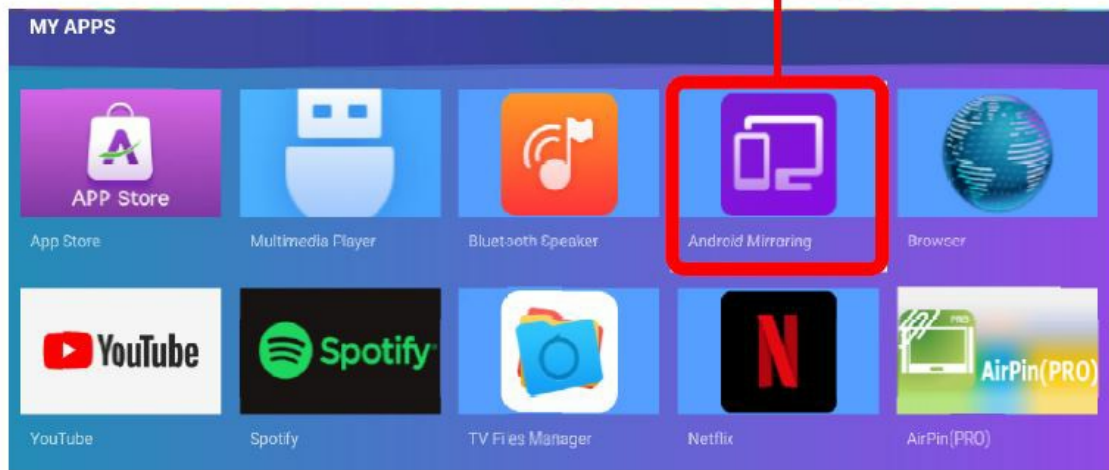 MY APPS
APP Store
App Store
Multimedia Player
Bluetooth Speaker
Android Mirroring
Browser
YouTube
Spotify
N
PRO
AirPin(PRO)
YouTube
Spotify
TV Files Manager
Netflix
AirPin(PRO)